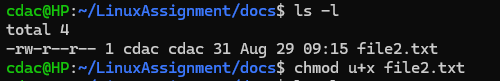 cdac@HP:~/LinuxAssignment/docs$ ls -l
total 4
-rw-r--r-- 1 cdac cdac 31 Aug 29 09:15 file2.txt
cdac@HP:~/LinuxAssignment/docs$ chmod u+x file2.txt